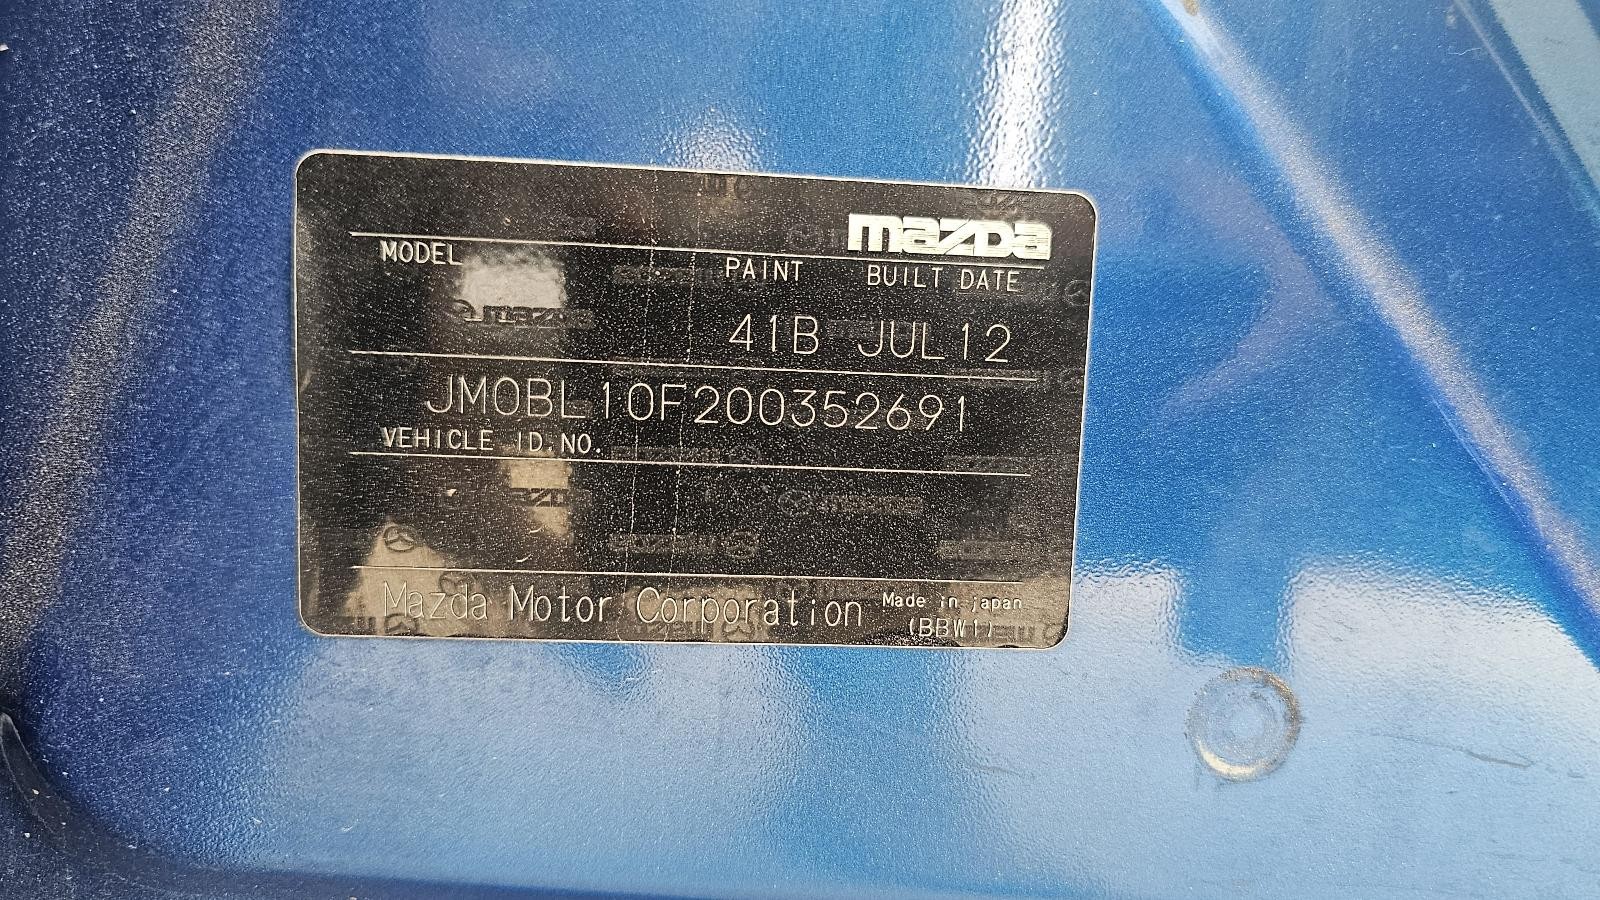 mazda
MODEL PAINT BUILT DATE
41B JUL12
JM0BL10F200352691
VEHICLE ID.NO.
Mazda Motor Corporation Made in japan
(BBW1)